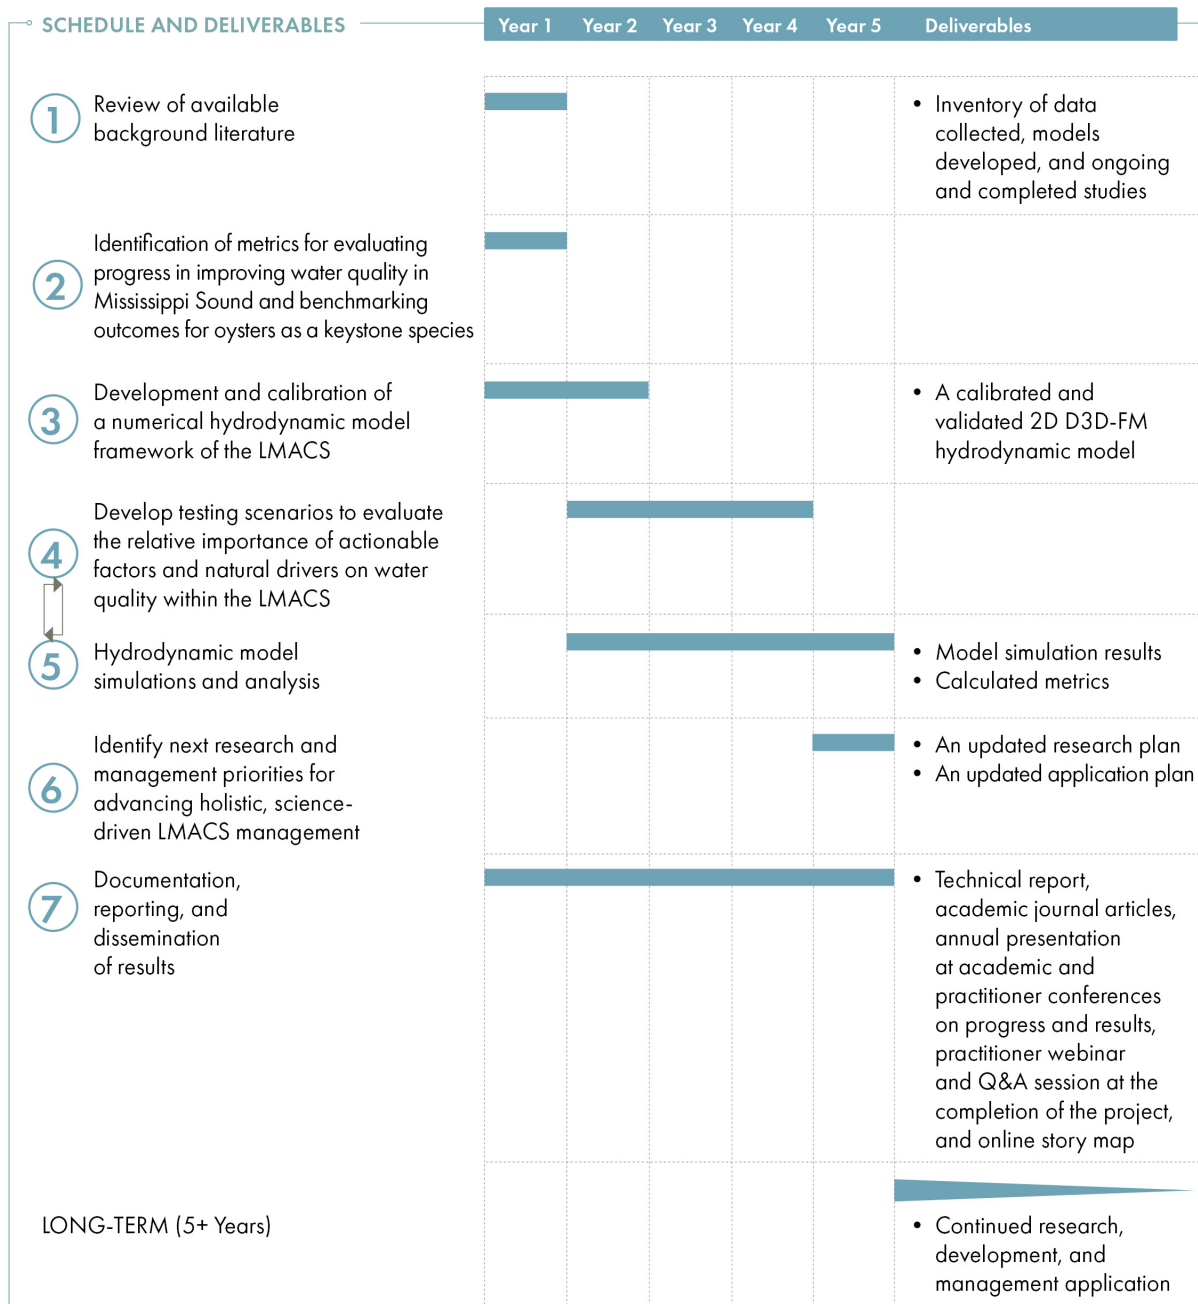 SCHEDULE AND DELIVERABLES
Year 1 Year 2 Year 3 Year 4 Year 5 Deliverables
1
Review of available
background literature
• Inventory of data
collected, models
developed, and ongoing
and completed studies
2
Identification of metrics for evaluating
progress in improving water quality in
Mississippi Sound and benchmarking
outcomes for oysters as a keystone species
3
Development and calibration of
a numerical hydrodynamic model
framework of the LMACS
• A calibrated and
validated 2D D3D-FM
hydrodynamic model
4
Develop testing scenarios to evaluate
the relative importance of actionable
factors and natural drivers on water
quality within the LMACS
5
Hydrodynamic model
simulations and analysis
• Model simulation results
• Calculated metrics
6
Identify next research and
management priorities for
advancing holistic, science-
driven LMACS management
• An updated research plan
• An updated application plan
7
Documentation,
reporting, and
dissemination
of results
• Technical report,
academic journal articles,
annual presentation
at academic and
practitioner conferences
on progress and results,
practitioner webinar
and Q&A session at the
completion of the project,
and online story map
LONG-TERM (5+ Years)
• Continued research,
development, and
management application